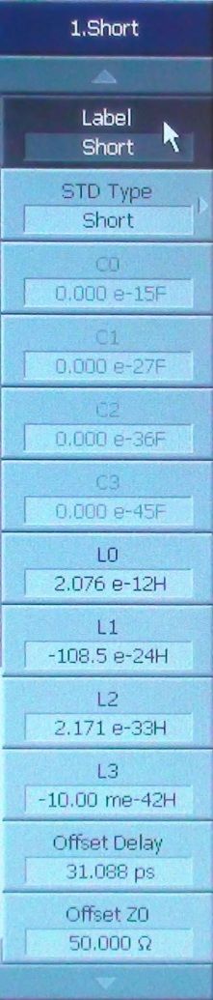 1.Short
Label
Short
STD Type
Short
C0
0.000 e-15F
C1
0.000 e-27F
C2
0.000 e-36F
C3
0.000 e-45F
L0
2.076 e-12H
L1
-108.5 e-24H
L2
2.171 e-33H
L3
-10.00 me-42H
Offset Delay
31.088 ps
Offset Z0
50.000 Ω